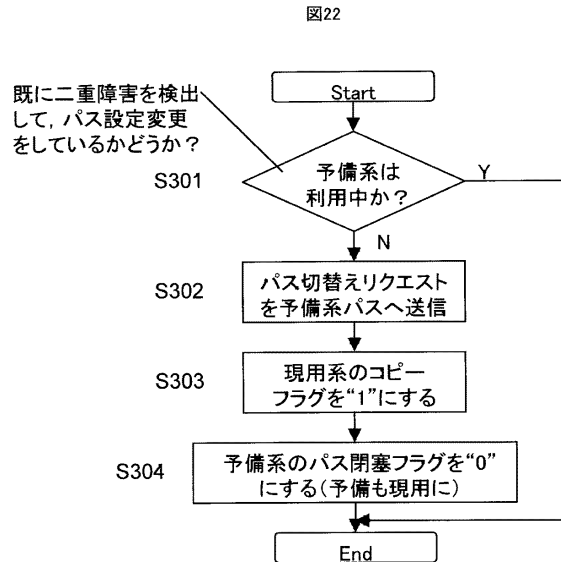 図22
Start
既に二重障害を検出
して，パス設定変更
をしているかどうか？
S301
予備系は
利用中か？
Y
N
S302
パス切替えリクエスト
を予備系パスへ送信
S303
現用系のコピー
フラグを“1”にする
S304
予備系のパス閉塞フラグを“0”
にする（予備も現用に）
End